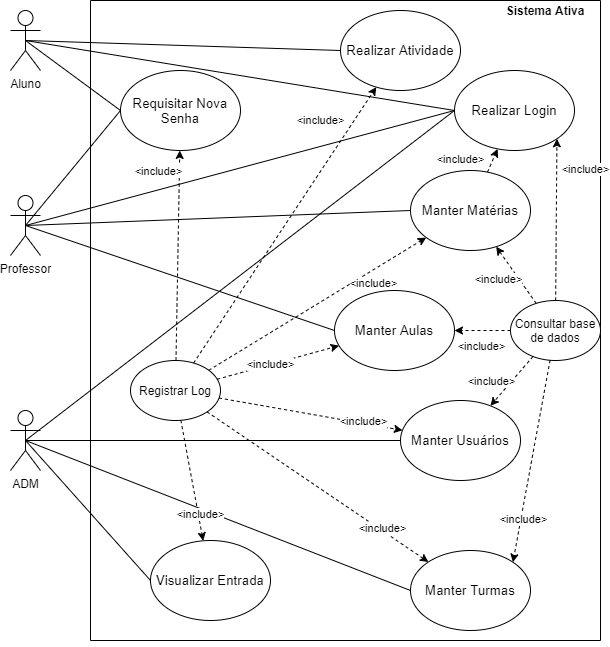 Sistema Ativa
Aluno
Realizar Atividade
Requisitar Nova
Senha
Realizar Login
<include>
<include>
<include>
<include>
Professor
Manter Matérias
<include>
<include>
Consultar base
de dados
Manter Aulas
<include>
<include>
Registrar Log
<include>
<include>
ADM
Manter Usuários
<include>
<include>
<include>
Visualizar Entrada
Manter Turmas